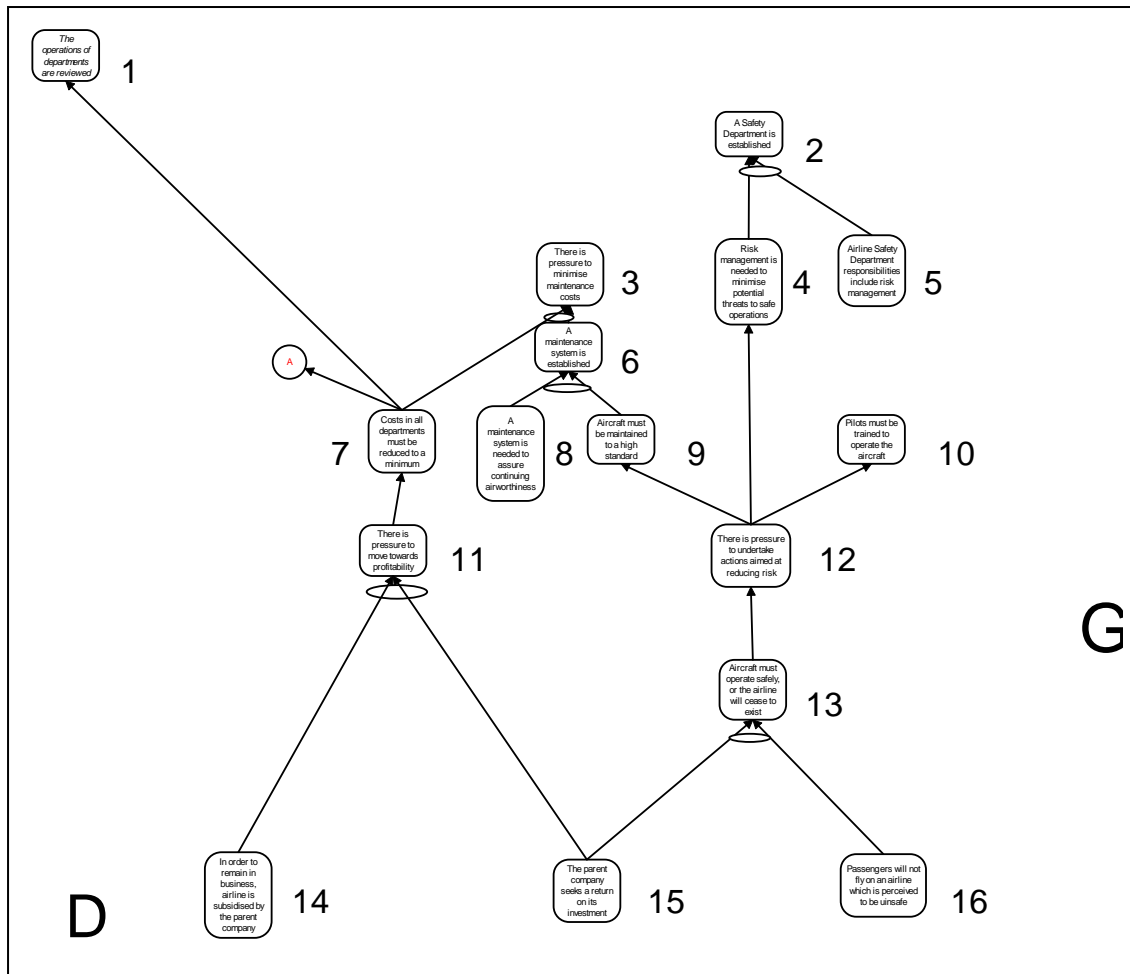 The
operations of
departments
are reviewed
1
A Safety
Department is
established
2
There is
pressure to
minimise
maintenance
costs
3
Risk
management is
needed to
minimise
potential
threats to safe
operations
4
Airline Safety
Department
responsibilities
include risk
management
5
A
maintenance
system is
established
6
A
Costs in all
departments
must be
reduced to a
minimum
7
A
maintenance
system is
needed to
assure
continuing
airworthiness
8
Aircraft must
be maintained
to a high
standard
9
Pilots must be
trained to
operate the
aircraft
10
There is
pressure to
move towards
profitability
11
There is pressure
to undertake
actions aimed at
reducing risk
12
G
Aircraft must
operate safely,
or the airline
will cease to
exist
13
In order to
remain in
business,
airline is
subsidised by
the parent
company
14
The parent
company
seeks a return
on its
investment
15
Passengers will not
fly on an airline
which is perceived
to be uinsafe
16
D